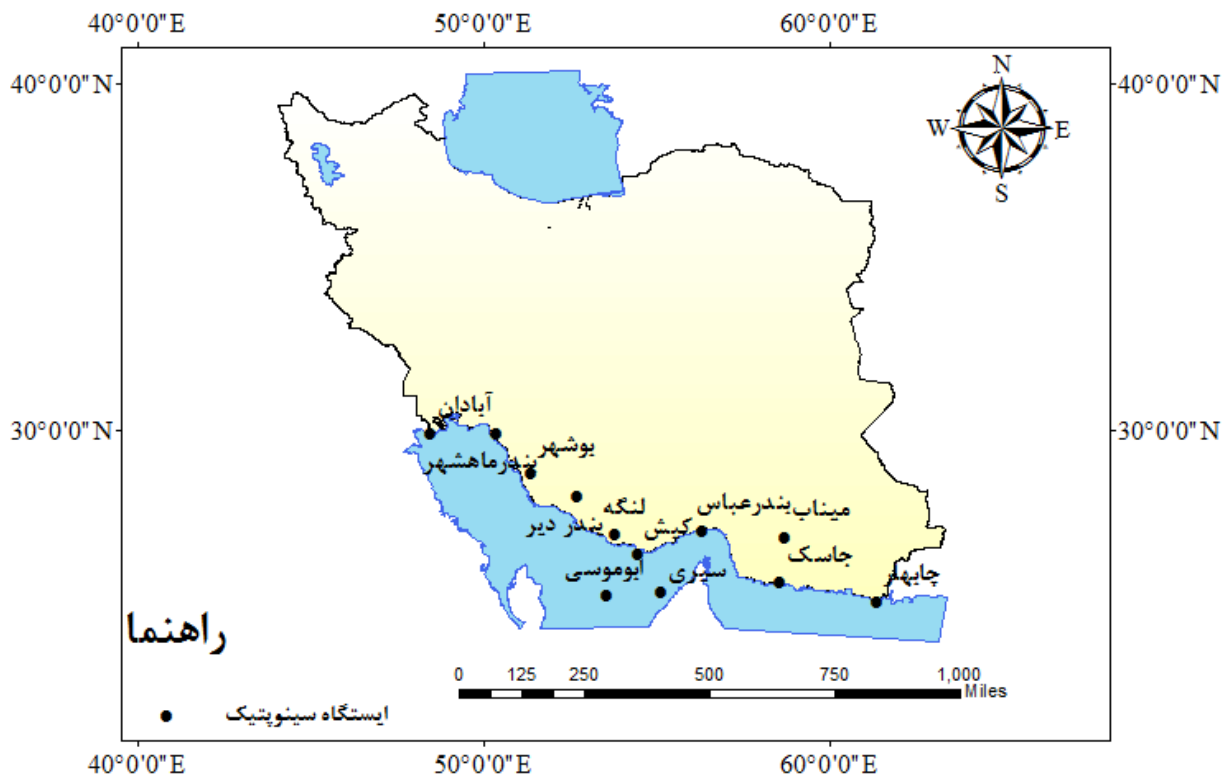 40°0'0"E 50°0'0"E 60°0'0"E
40°0'0"N 40°0'0"N
N
W E
S
آبادان
30°0'0"N 30°0'0"N
بوشهر
بندرماهشهر
میناب بندرعباس لنگه
کیش بندر دیر
جاسک
سیری ابوموسی
چابهار
راهنما
0 125 250 500 750 1,000
Miles
ایستگاه سینوپتیک
40°0'0"E 50°0'0"E 60°0'0"E